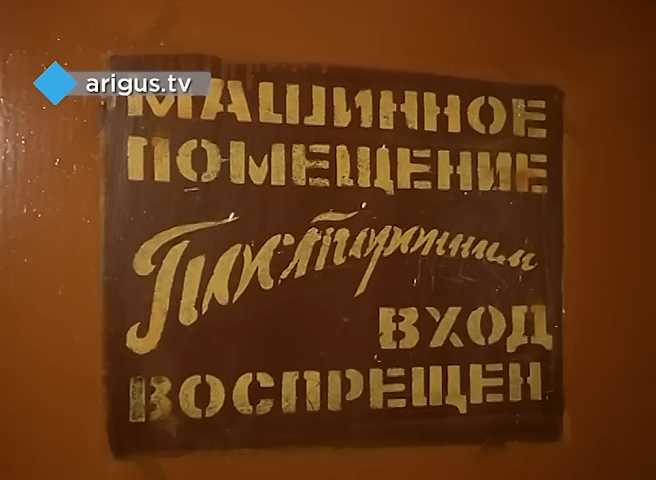 arigus.tv
МАШИННОЕ
ПОМЕЩЕНИЕ
Посторонним
ВХОД
ВОСПРЕЩЕН